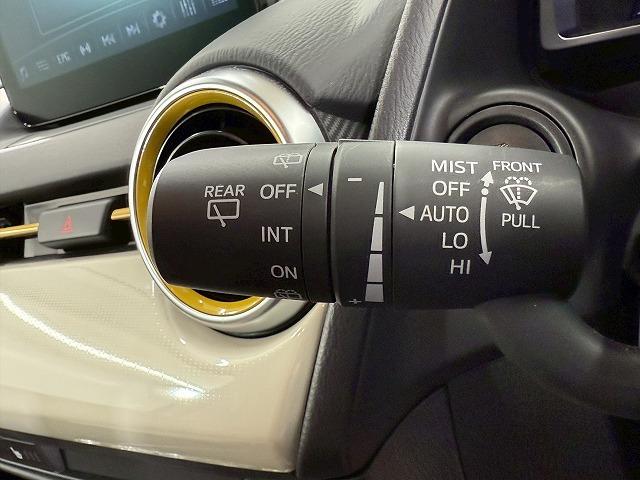 REAR
OFF
INT
ON
−
+
MIST
OFF
AUTO
LO
HI
FRONT
PULL